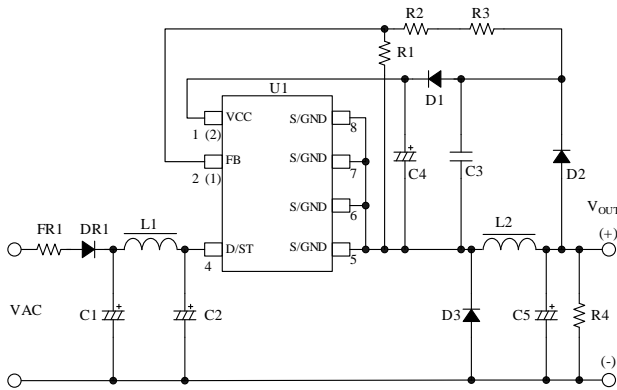 R2
R3
R1
U1
D1
VCC
S/GND
8
1 (2)
C4
C3
FB
S/GND
7
D2
2 (1)
S/GND
6
L2
VOUT
FR1
DR1
L1
(+)
D/ST
S/GND
4
5
VAC
C1
C2
D3
C5
R4
(-)